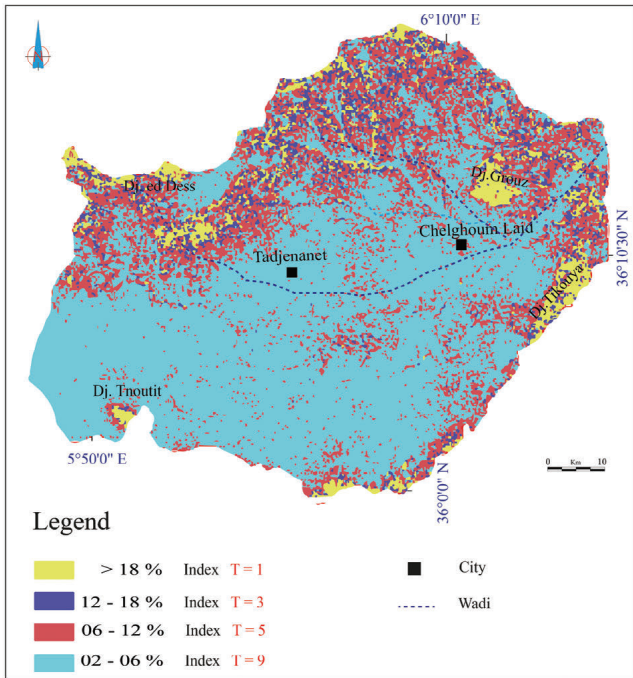 6°10'0" E
Dj. ed Dess
Dj.Grouz
Chelghoum Lajd
36°10'30" N
Tadjenanet
Dj. Tnoutit
5°50'0" E
36°0'0" N
0 Km 10
Legend
> 18 % Index T = 1
12 - 18 % Index T = 3
06 - 12 % Index T = 5
02 - 06 % Index T = 9
City
Wadi